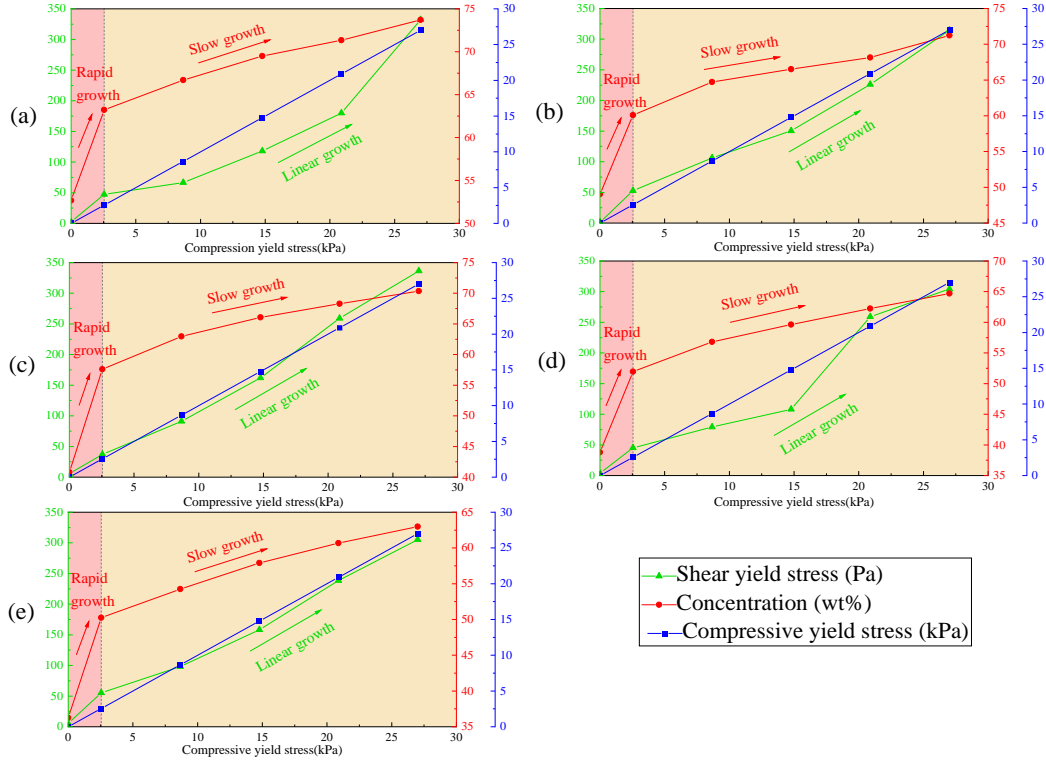 (a)
350
300
250
200
150
100
50
0
Rapid
growth
Slow growth
Linear growth
75
70
65
60
55
50
30
25
20
15
10
5
0
0 5 10 15 20 25 30
Compression yield stress(kPa)
(b)
350
300
250
200
150
100
50
0
Rapid
growth
Slow growth
Linear growth
75
70
65
60
55
50
45
30
25
20
15
10
5
0
0 5 10 15 20 25 30
Compressive yield stress(kPa)
(c)
350
300
250
200
150
100
50
0
Rapid
growth
Slow growth
Linear growth
75
70
65
60
55
50
45
40
30
25
20
15
10
5
0
0 5 10 15 20 25 30
Compressive yield stress(kPa)
(d)
350
300
250
200
150
100
50
0
Rapid
growth
Slow growth
Linear growth
70
65
60
55
50
45
40
35
30
25
20
15
10
5
0
0 5 10 15 20 25 30
Compressive yield stress(kPa)
(e)
350
300
250
200
150
100
50
0
Rapid
growth
Slow growth
Linear growth
65
60
55
50
45
40
35
30
25
20
15
10
5
0
0 5 10 15 20 25 30
Compressive yield stress(kPa)
Shear yield stress (Pa)
Concentration (wt%)
Compressive yield stress (kPa)